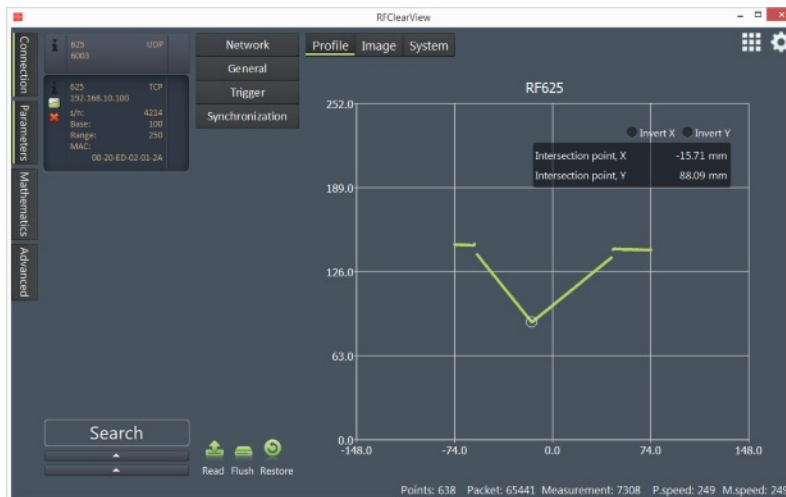 RFClearView
Connection
Parameters
Mathematics
Advanced
625 UDP
6003
625 TCP
192.168.10.100
s/n: 4214
Base: 100
Range: 250
MAC:
00-20-ED-02-01-2A
Search
Network
General
Trigger
Synchronization
Read Flush Restore
Profile Image System
RF625
Invert X Invert Y
Intersection point, X -15.71 mm
Intersection point, Y 88.09 mm
252.0
189.0
126.0
63.0
0.0
-148.0 -74.0 0.0 74.0 148.0
Points: 638 Packet: 65441 Measurement: 7308 P.speed: 249 M.speed: 249